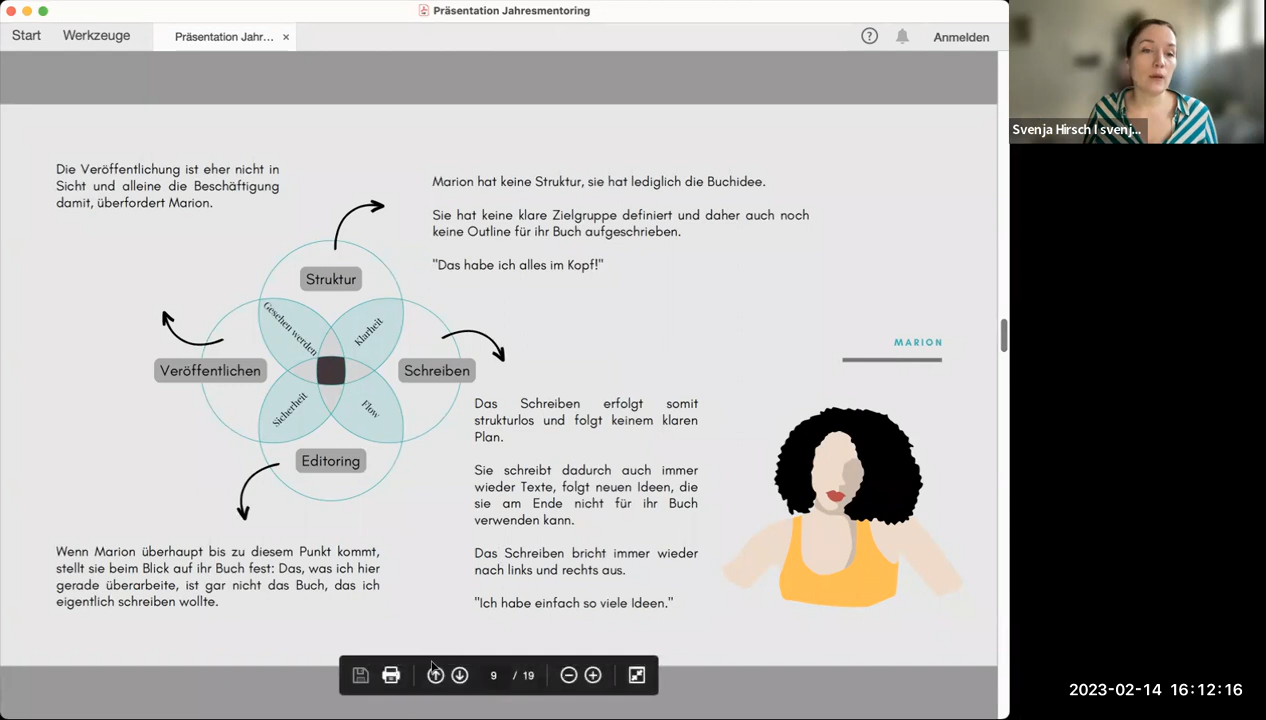 Präsentation Jahresmentoring
Start
Werkzeuge
Präsentation Jahr... ×
?
Anmelden
Svenja Hirsch I svenj...
Die Veröffentlichung ist eher nicht in
Sicht und alleine die Beschäftigung
damit, überfordert Marion.
Marion hat keine Struktur, sie hat lediglich die Buchidee.
Sie hat keine klare Zielgruppe definiert und daher auch noch
keine Outline für ihr Buch aufgeschrieben.
"Das habe ich alles im Kopf!"
Struktur
Gesehen werden
Klarheit
Veröffentlichen
Schreiben
Sicherheit
Flow
Editoring
MARION
Das Schreiben erfolgt somit
strukturlos und folgt keinem klaren
Plan.
Sie schreibt dadurch auch immer
wieder Texte, folgt neuen Ideen, die
sie am Ende nicht für ihr Buch
verwenden kann.
Das Schreiben bricht immer wieder
nach links und rechts aus.
"Ich habe einfach so viele Ideen."
Wenn Marion überhaupt bis zu diesem Punkt kommt,
stellt sie beim Blick auf ihr Buch fest: Das, was ich hier
gerade überarbeite, ist gar nicht das Buch, das ich
eigentlich schreiben wollte.
9 / 19
2023-02-14 16:12:16